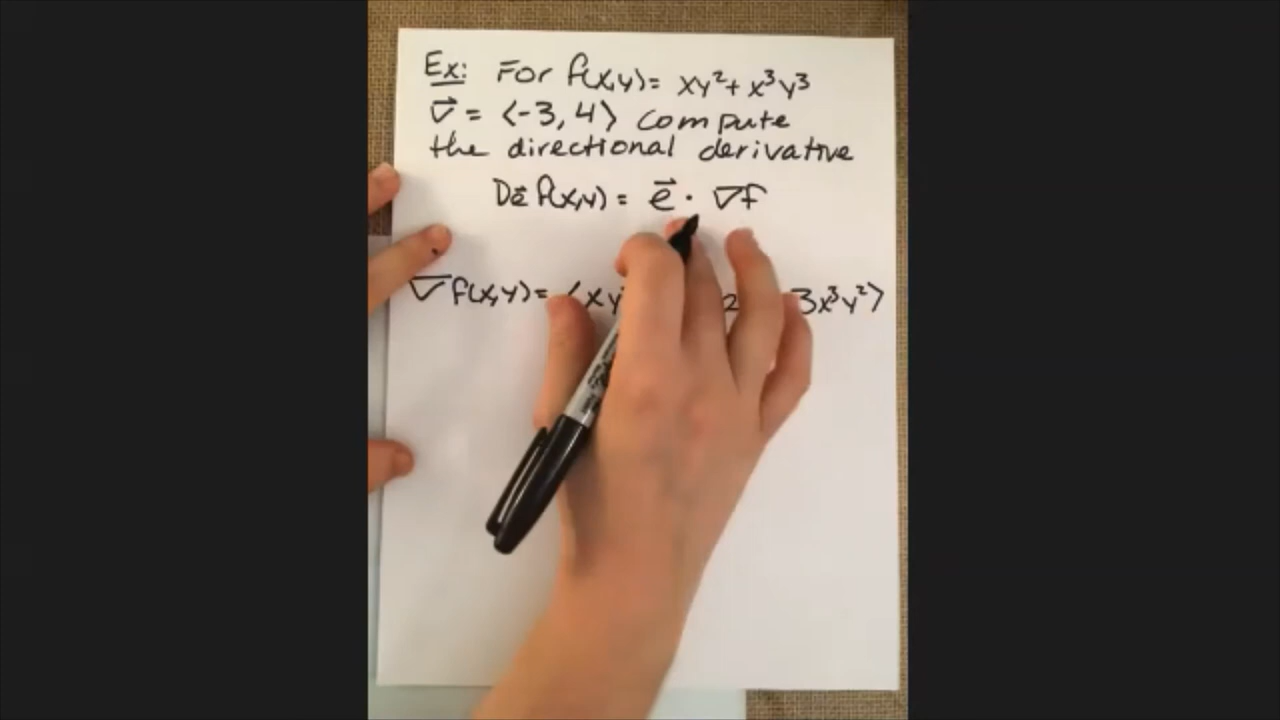 Ex: For f(x,y)= xy²+ x³y³
v⃗ = ⟨-3,4⟩ compute
the directional derivative
De⃗ f(x,y) = e⃗ · ∇f
∇f(x,y)= ⟨xy 3x³y²⟩